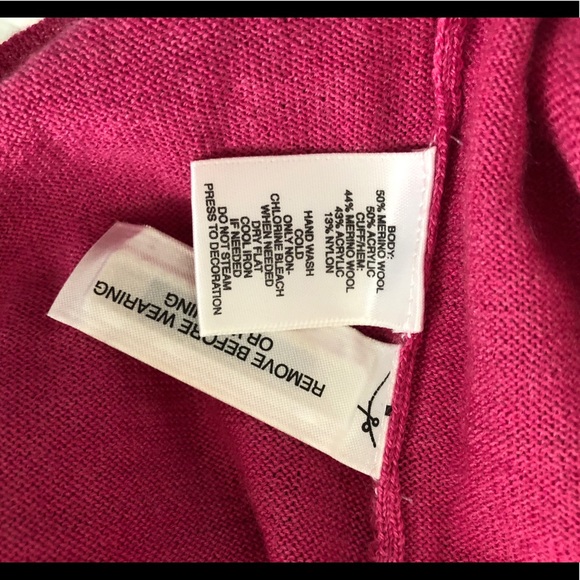 BODY:
50% MERINO WOOL
50% ACRYLIC
CUFF/HEM:
44% MERINO WOOL
43% ACRYLIC
13% NYLON
HAND WASH
COLD
ONLY NON-
CHLORINE BLEACH
WHEN NEEDED
DRY FLAT
COOL IRON
IF NEEDED
DO NOT STEAM
PRESS TO DECORATION
REMOVE BEFORE WEARING
OR